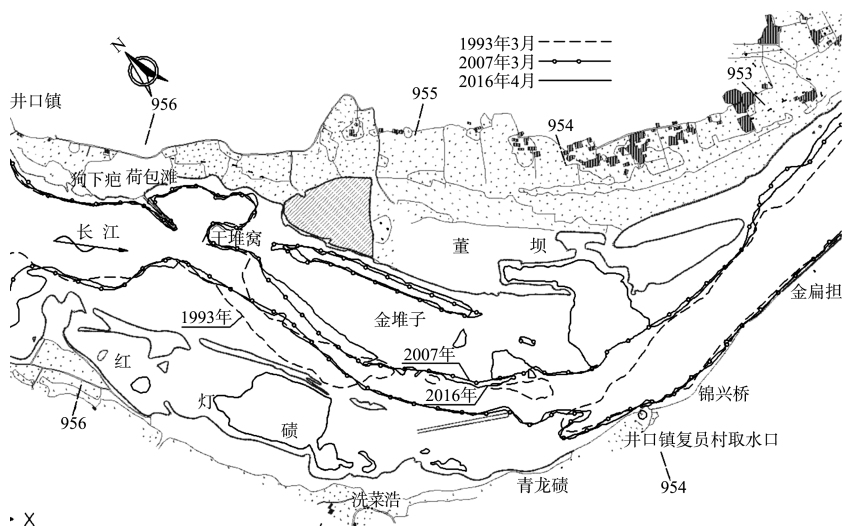 N
1993年3月
2007年3月
2016年4月
井口镇
956
955
954
953
狗下疤
荷包滩
长江
干堆窝
董坝
金扁担
1993年
金堆子
2007年
2016年
红灯碛
956
锦兴桥
井口镇复员村取水口
954
青龙碛
洗菜浩
X